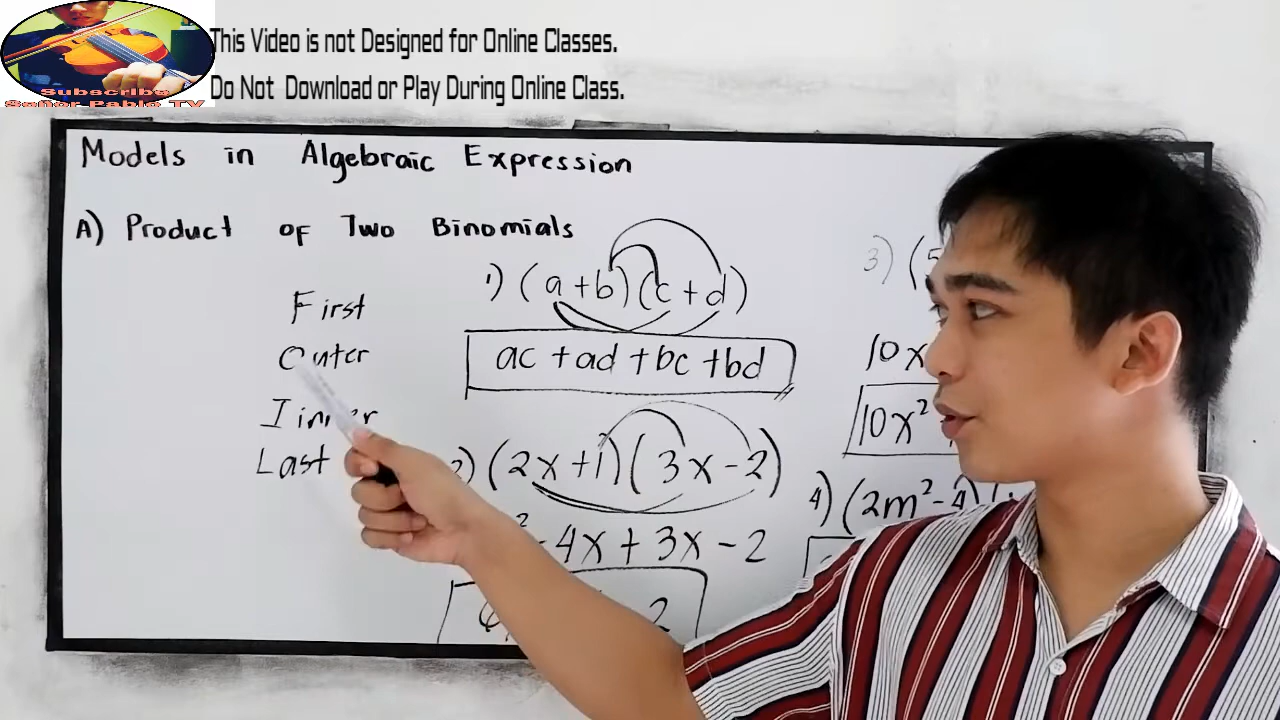 This Video is not Designed for Online Classes.
Do Not Download or Play During Online Class.
Subscribe
Señor Pablo TV
Models in Algebraic Expression
A) Product of Two Binomials
First
Outer
Inner
Last
1) (a+b)(c+d)
ac +ad +bc +bd
2) (2x+1)(3x-2)
-4x + 3x - 2
2
3) (5
10x
10x²
4) (2m²-4)(